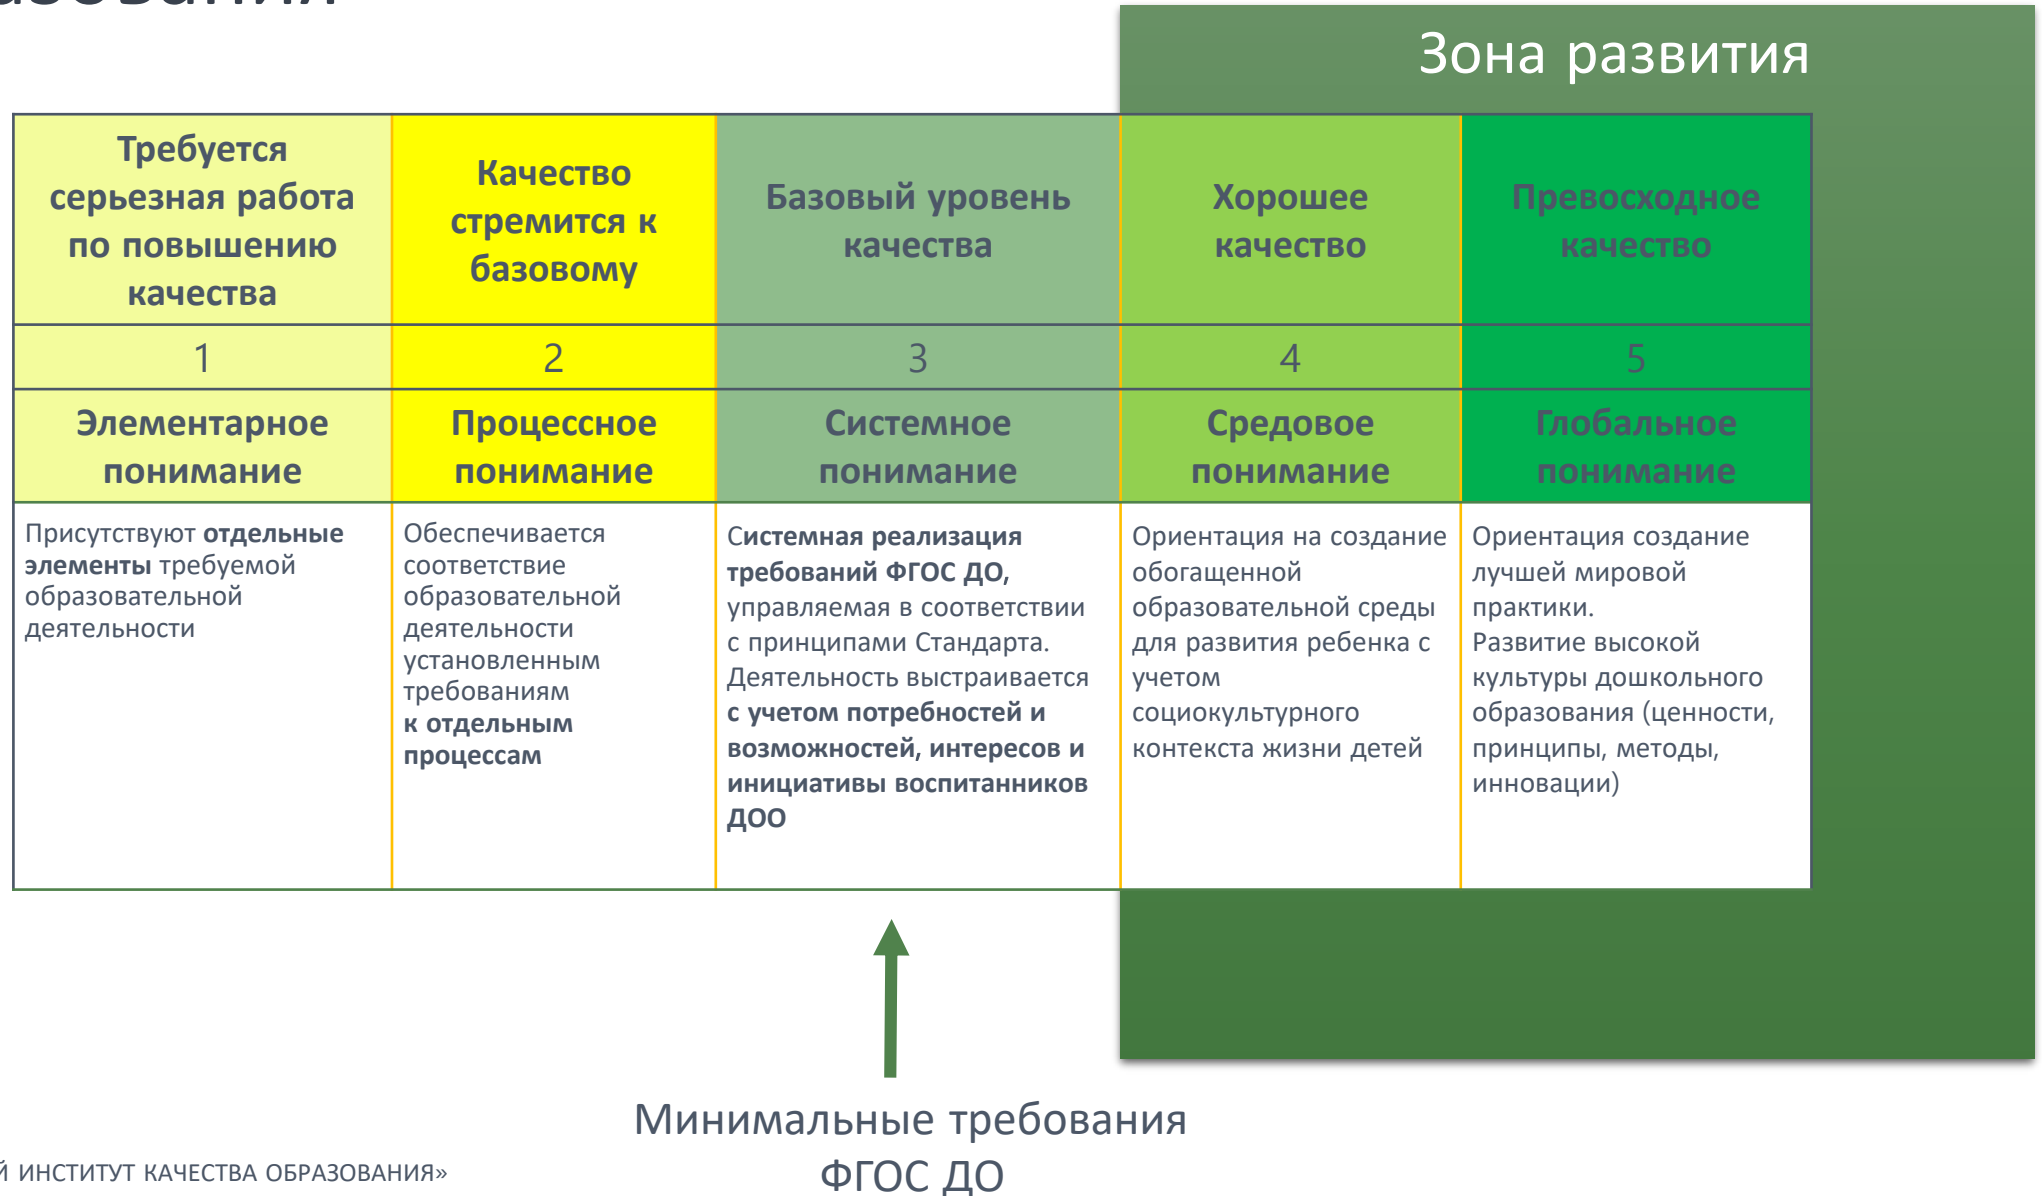 Зона развития
Требуется
серьезная работа
по повышению
качества
Качество
стремится к
базовому
Базовый уровень
качества
Хорошее
качество
Превосходное
качество
1
2
3
4
5
Элементарное
понимание
Процессное
понимание
Системное
понимание
Средовое
понимание
Глобальное
понимание
Присутствуют отдельные
элементы требуемой
образовательной
деятельности
Обеспечивается
соответствие
образовательной
деятельности
установленным
требованиям
к отдельным
процессам
Системная реализация
требований ФГОС ДО,
управляемая в соответствии
с принципами Стандарта.
Деятельность выстраивается
с учетом потребностей и
возможностей, интересов и
инициативы воспитанников
ДОО
Ориентация на создание
обогащенной
образовательной среды
для развития ребенка с
учетом
социокультурного
контекста жизни детей
Ориентация создание
лучшей мировой
практики.
Развитие высокой
культуры дошкольного
образования (ценности,
принципы, методы,
инновации)
Минимальные требования
ФГОС ДО
Й ИНСТИТУТ КАЧЕСТВА ОБРАЗОВАНИЯ»